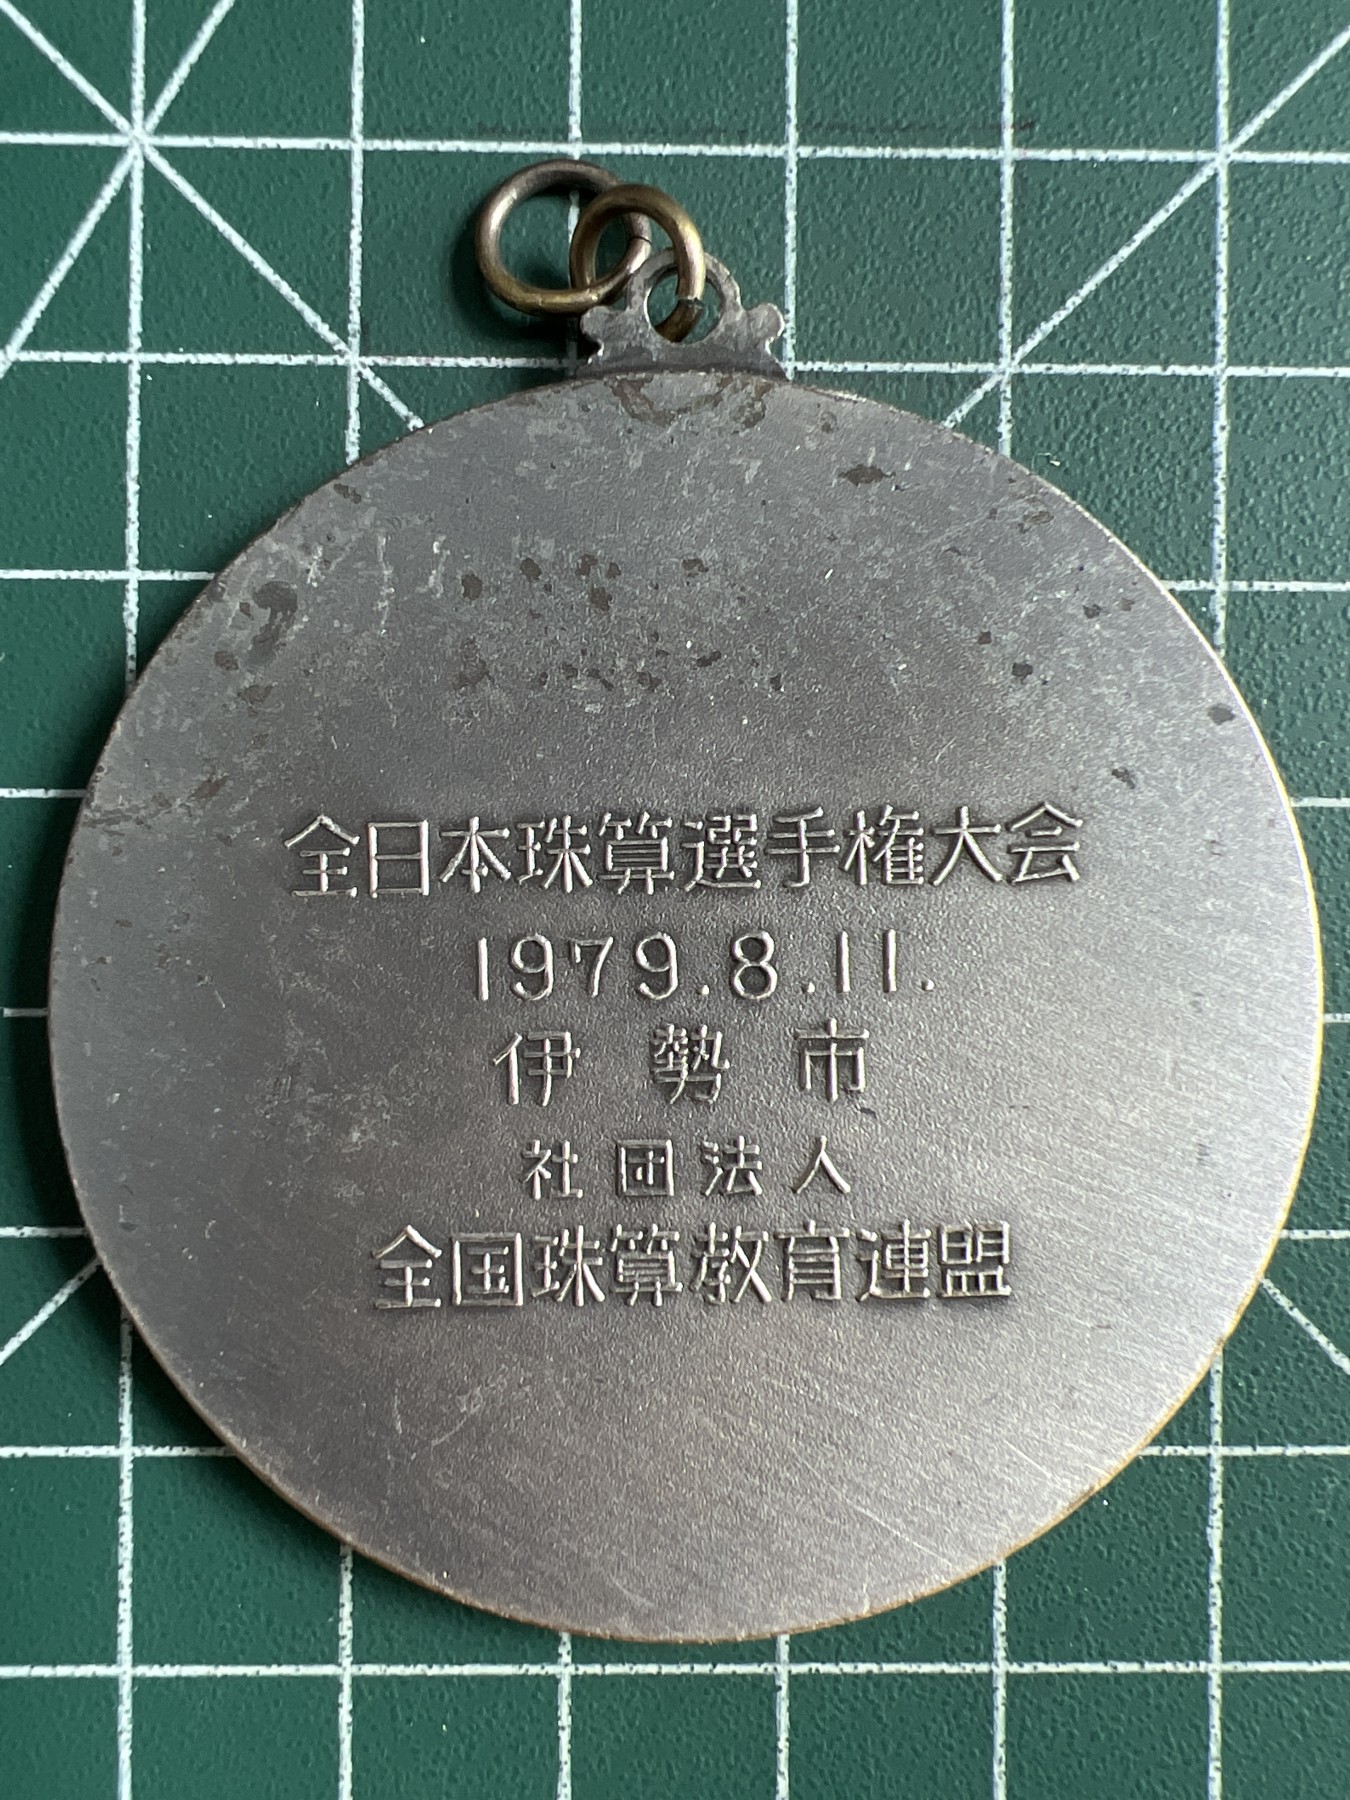 全日本珠算選手権大会
1979.8.11.
伊勢市
社団法人
全国珠算教育連盟